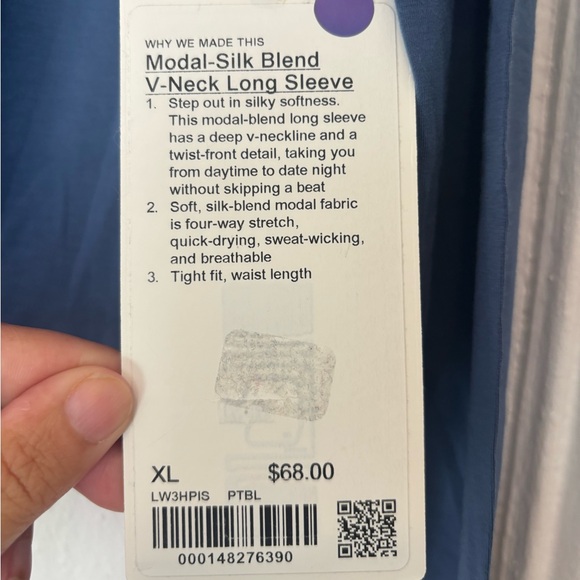 WHY WE MADE THIS
Modal-Silk Blend
V-Neck Long Sleeve
1. Step out in silky softness.
This modal-blend long sleeve
has a deep v-neckline and a
twist-front detail, taking you
from daytime to date night
without skipping a beat
2. Soft, silk-blend modal fabric
is four-way stretch,
quick-drying, sweat-wicking,
and breathable
3. Tight fit, waist length
XL $68.00
LW3HPIS PTBL
000148276390